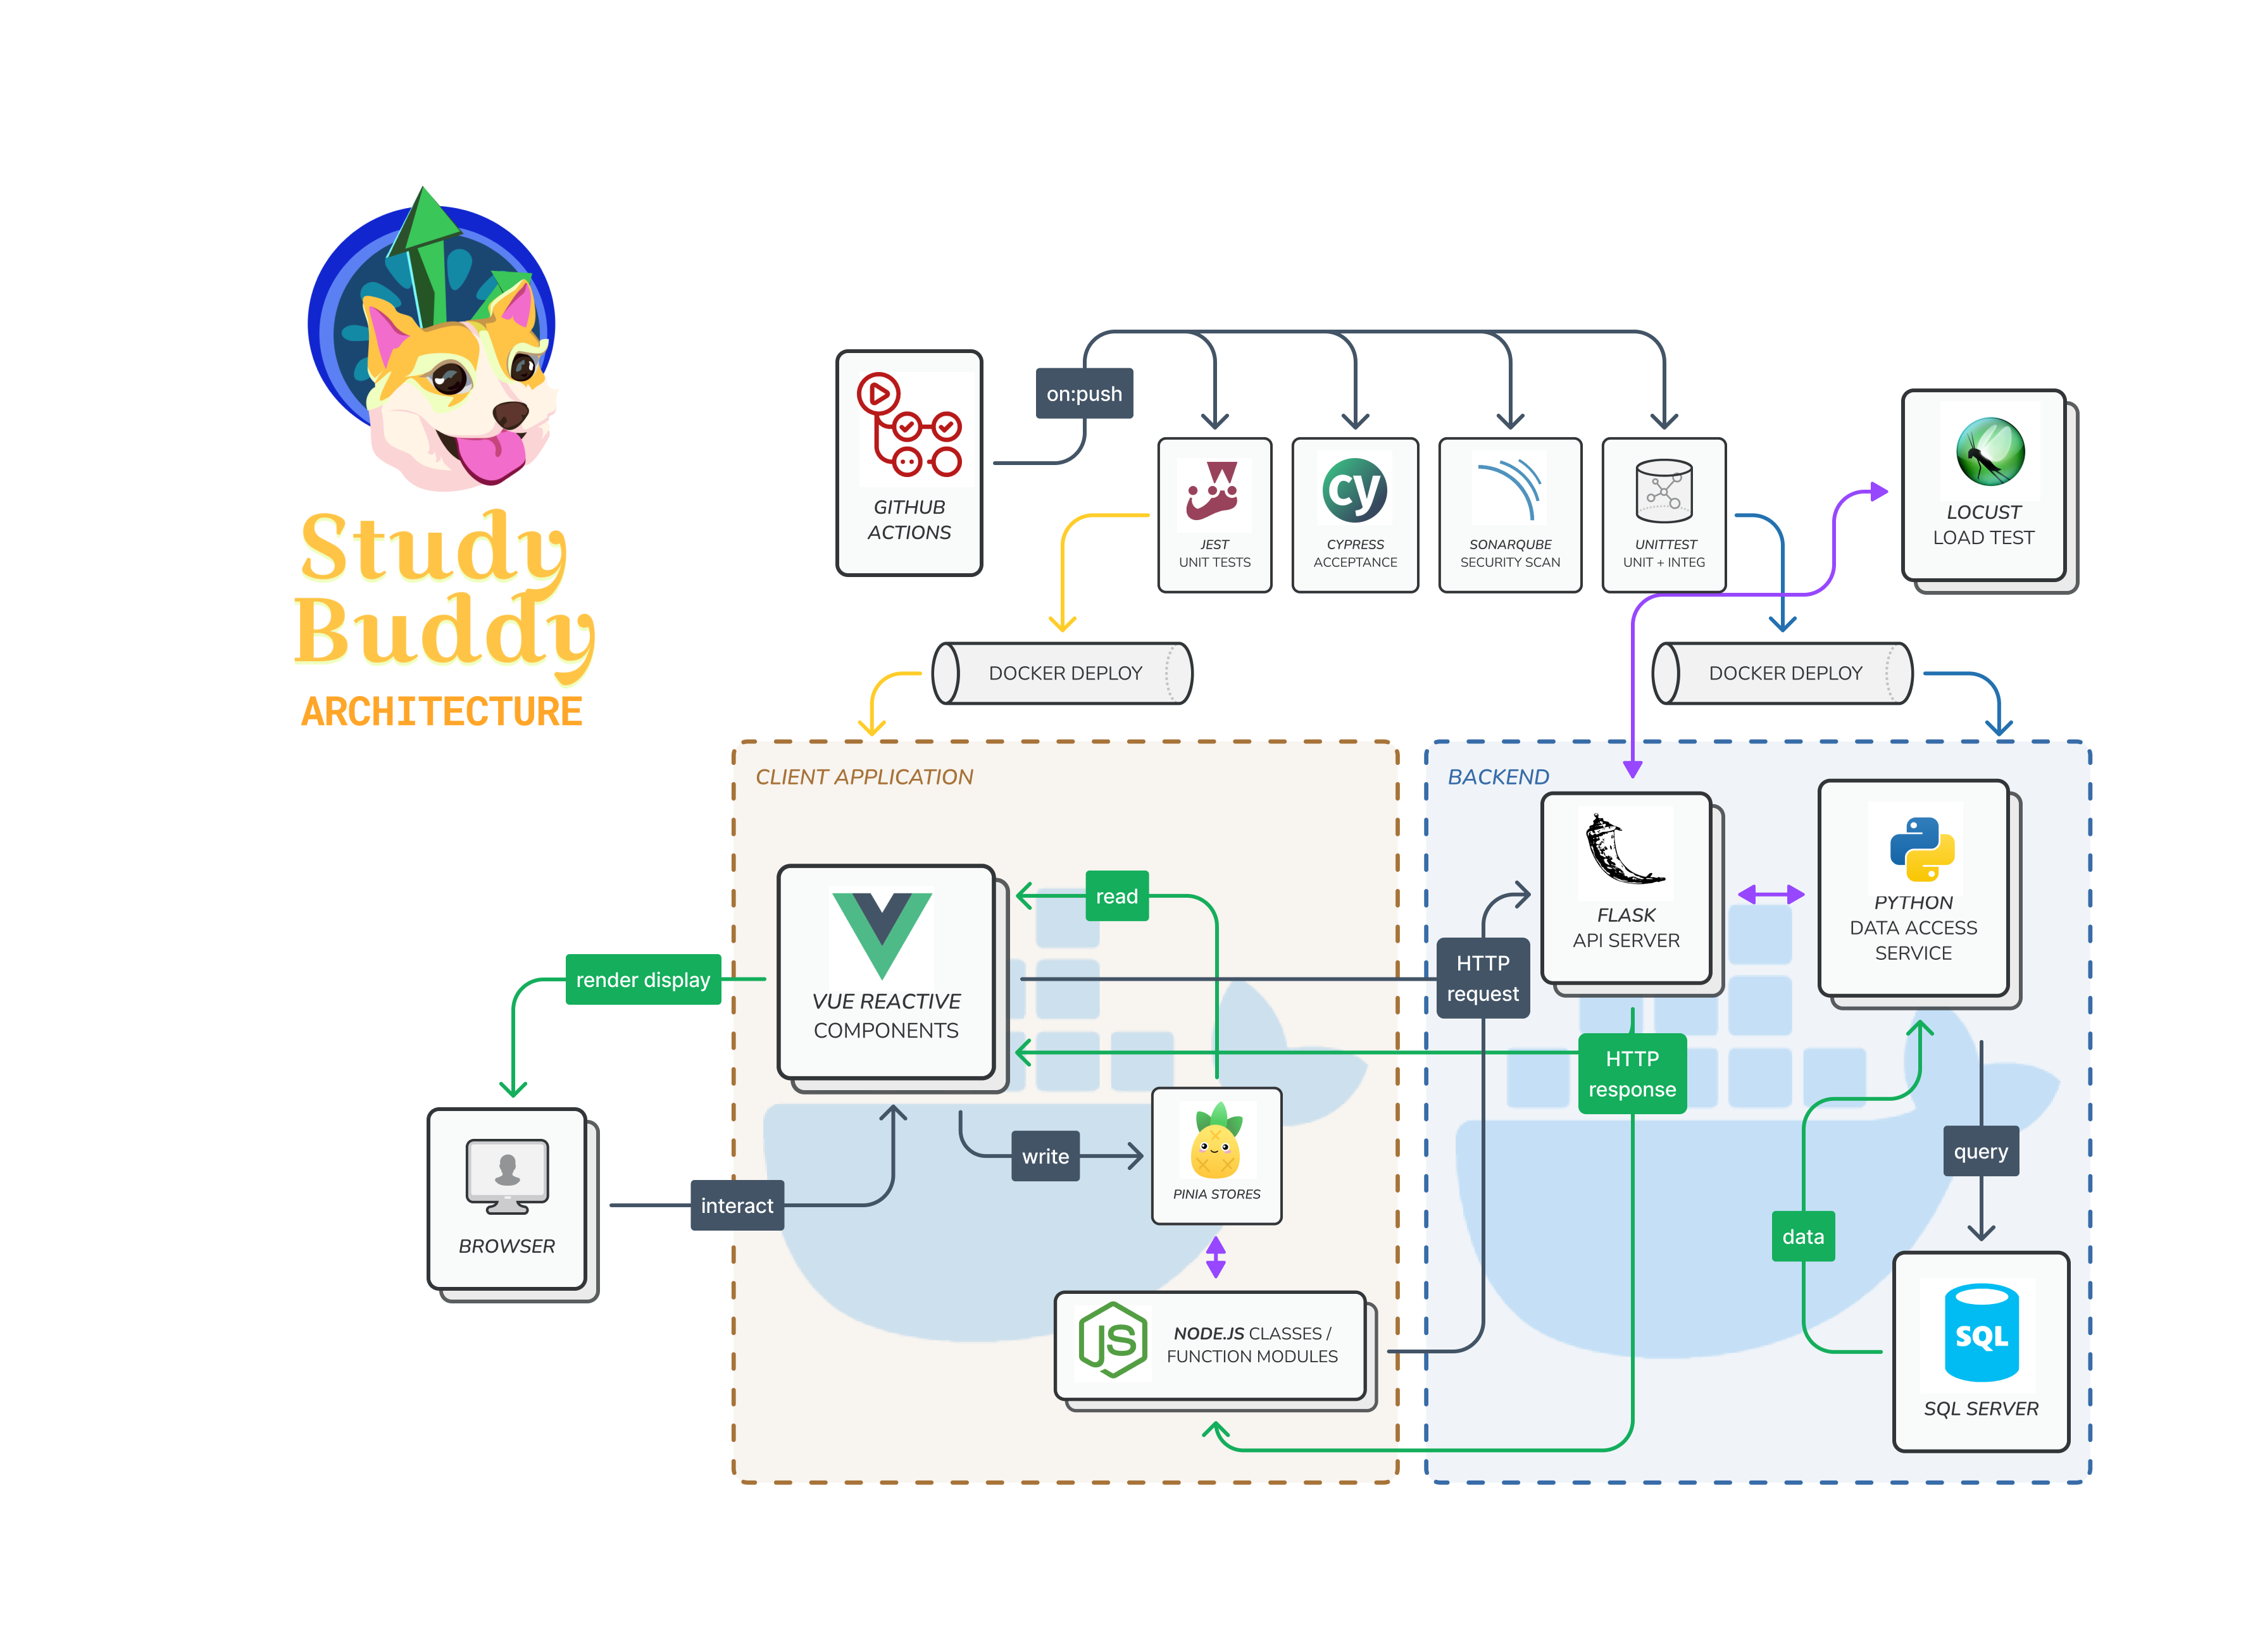 Study
Buddy
ARCHITECTURE
GITHUB
ACTIONS
on:push
JEST
UNIT TESTS
cy
CYPRESS
ACCEPTANCE
SONARQUBE
SECURITY SCAN
UNITTEST
UNIT + INTEG
LOCUST
LOAD TEST
DOCKER DEPLOY
DOCKER DEPLOY
CLIENT APPLICATION
VUE REACTIVE
COMPONENTS
read
render display
BROWSER
interact
write
PINIA STORES
JS
NODE.JS CLASSES /
FUNCTION MODULES
BACKEND
FLASK
API SERVER
PYTHON
DATA ACCESS
SERVICE
HTTP
request
HTTP
response
query
data
SQL
SQL SERVER